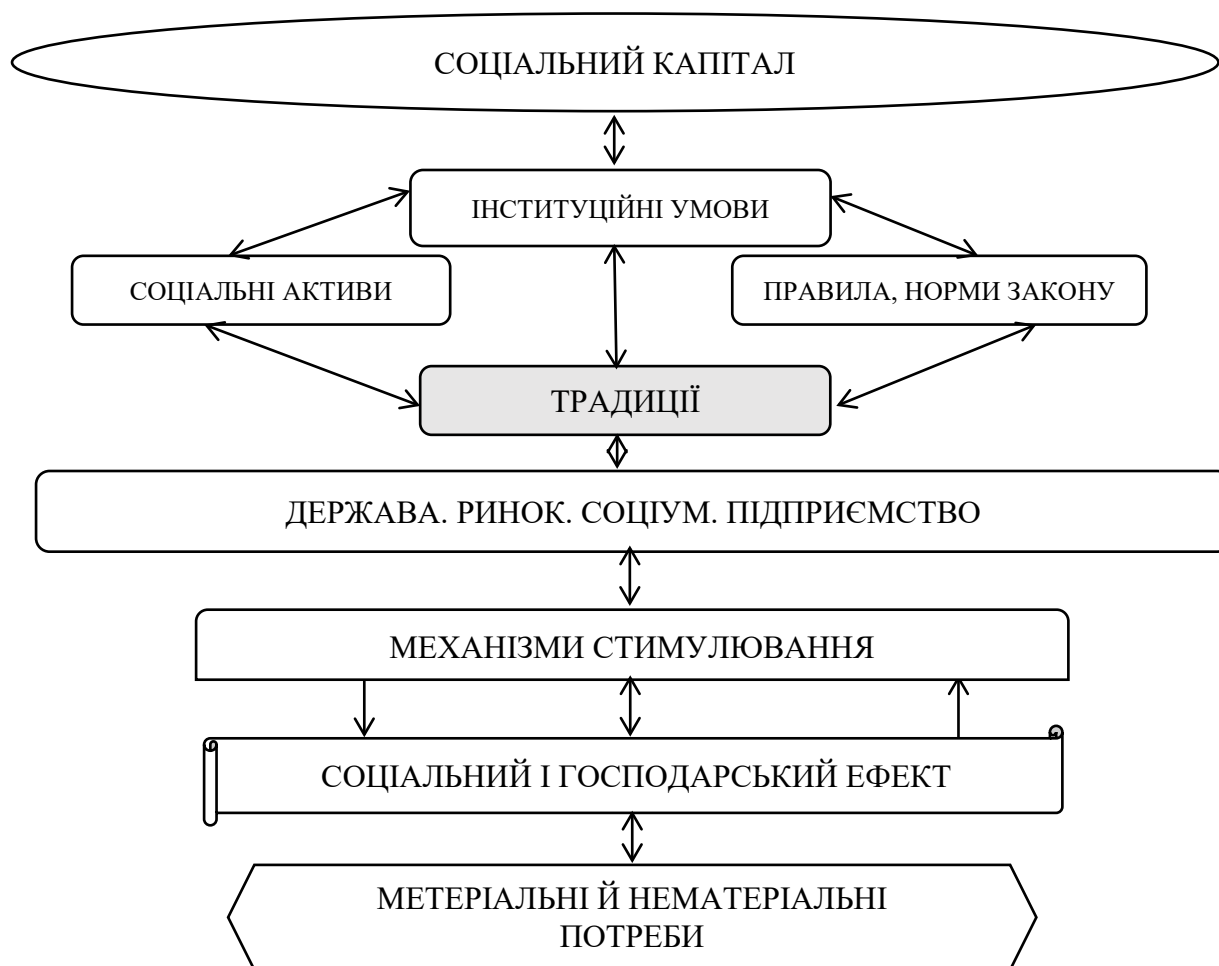 СОЦІАЛЬНИЙ КАПІТАЛ
ІНСТИТУЦІЙНІ УМОВИ
СОЦІАЛЬНІ АКТИВИ
ПРАВИЛА, НОРМИ ЗАКОНУ
ТРАДИЦІЇ
ДЕРЖАВА. РИНОК. СОЦІУМ. ПІДПРИЄМСТВО
МЕХАНІЗМИ СТИМУЛЮВАННЯ
СОЦІАЛЬНИЙ І ГОСПОДАРСЬКИЙ ЕФЕКТ
МЕТЕРІАЛЬНІ Й НЕМАТЕРІАЛЬНІ
ПОТРЕБИ